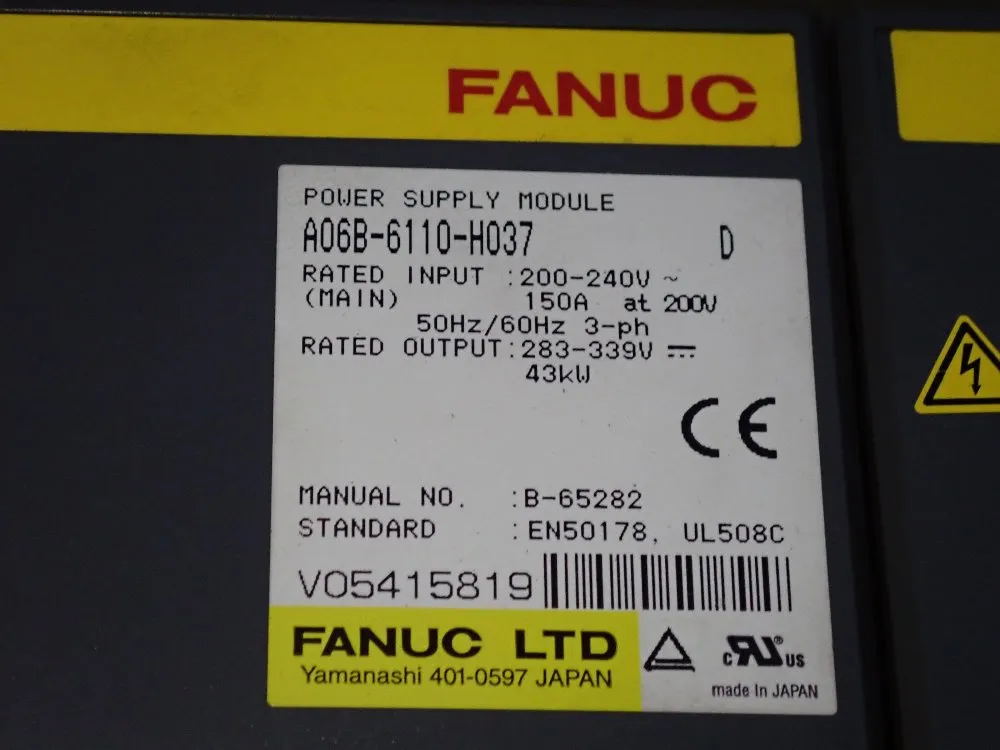 FANUC
POWER SUPPLY MODULE
A06B-6110-H037 D
RATED INPUT :200-240V ~
(MAIN) 150A at 200V
50Hz/60Hz 3-ph
RATED OUTPUT:283-339V ⎓
43kW
CE
MANUAL NO. :B-65282
STANDARD :EN50178, UL508C
V05415819
FANUC LTD
Yamanashi 401-0597 JAPAN
c RU US
made In JAPAN